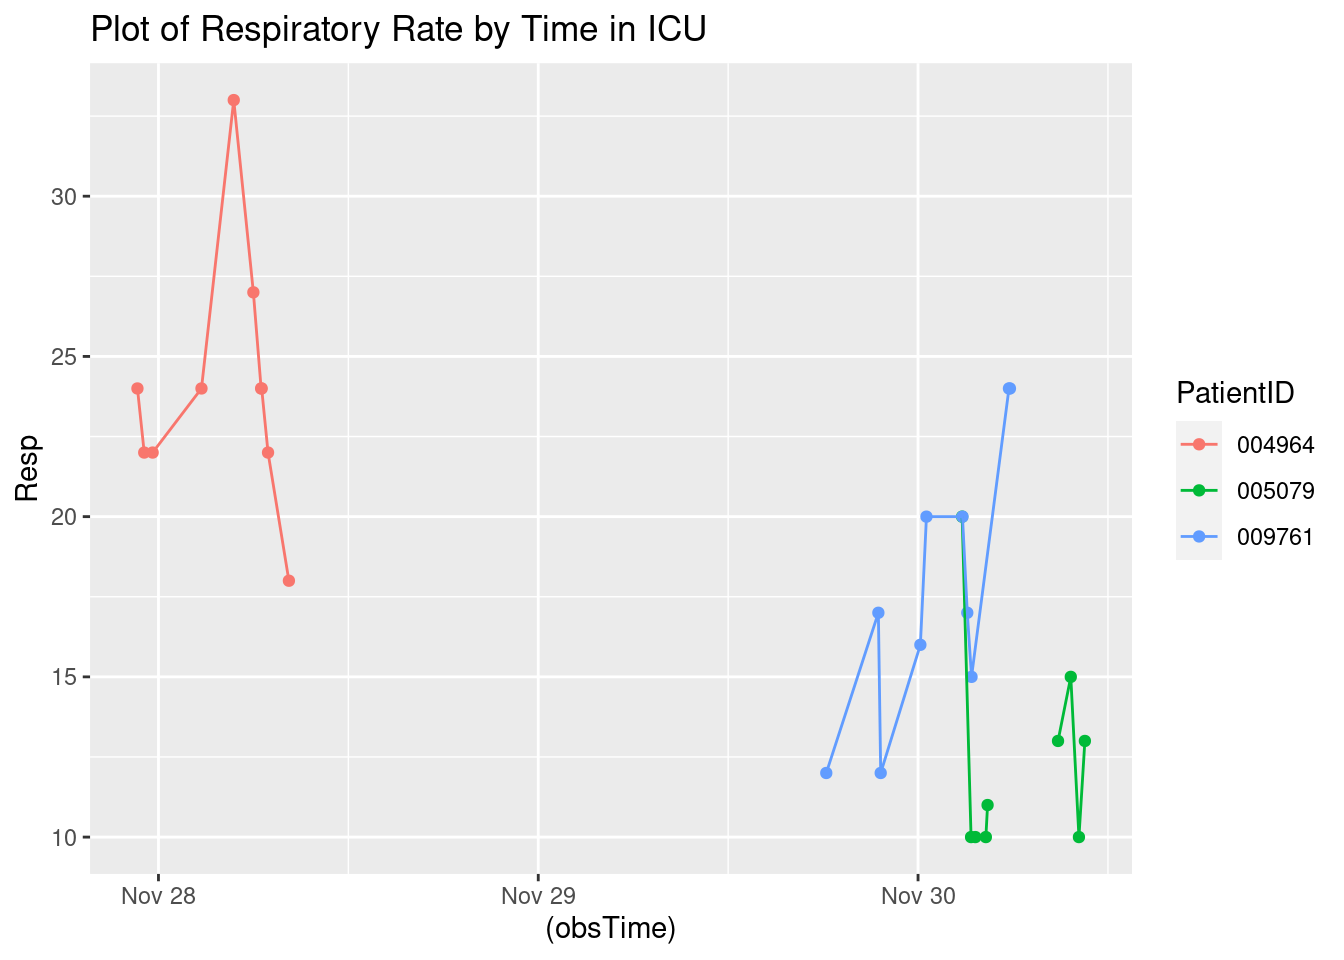 Plot of Respiratory Rate by Time in ICU
Resp
30
25
20
15
10
Nov 28 Nov 29 Nov 30
(obsTime)
PatientID
004964
005079
009761